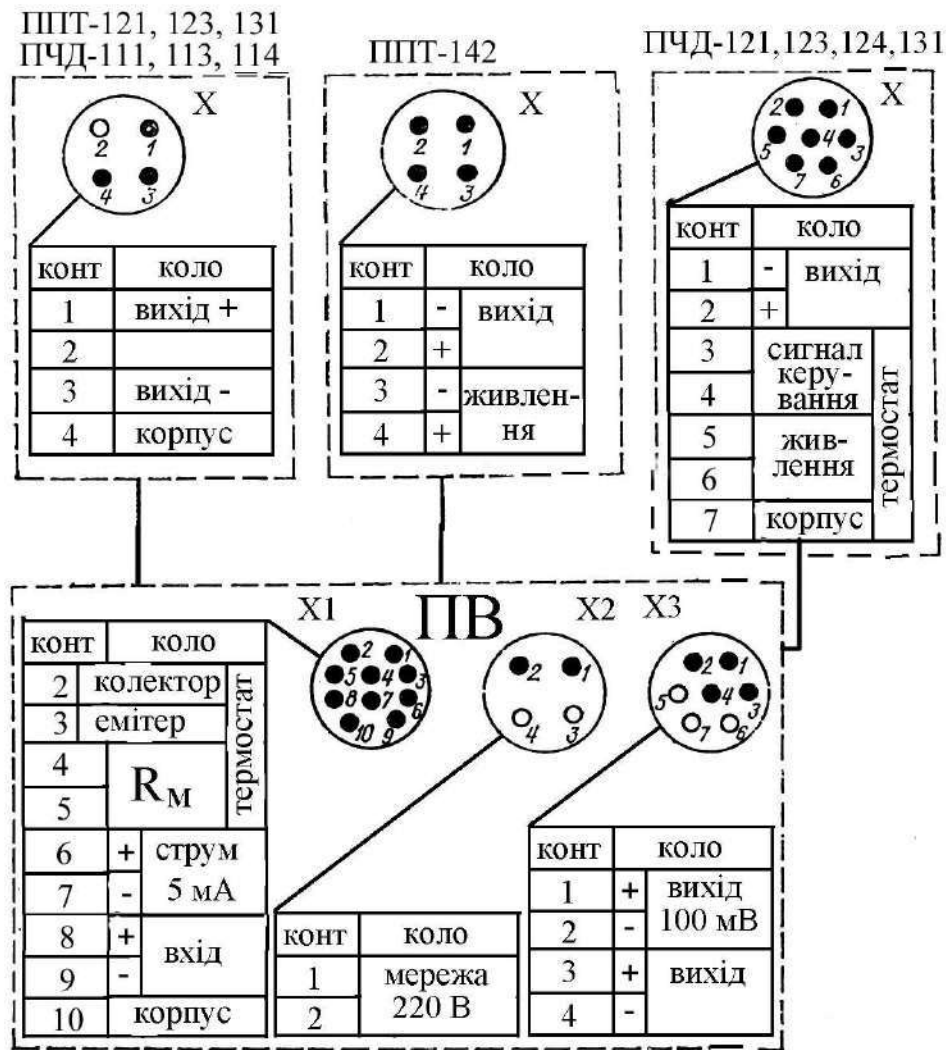 ППТ-121, 123, 131
ПЧД-111, 113, 114
X
2 1
4 3
конт коло
1 вихід +
2
3 вихід -
4 корпус
ППТ-142
X
2 1
4 3
конт коло
1 - вихід
2 +
3 - живлен-
4 + ня
ПЧД-121,123,124,131
X
2 1
5 4 3
7 6
конт коло
1 - вихід
2 +
3 сигнал
керу-
4 вання
5 жив-
6 лення
7 корпус
термостат
ПВ
X1
2 1
5 4 3
8 7 6
10 9
конт коло
2 колектор
3 емітер
4 RМ
5
термостат
6 + струм
7 - 5 мА
8 + вхід
9 -
10 корпус
X2
2 1
4 3
конт коло
1 мережа
2 220 В
X3
2 1
5 4 3
7 6
конт коло
1 + вихід
2 - 100 мВ
3 + вихід
4 -